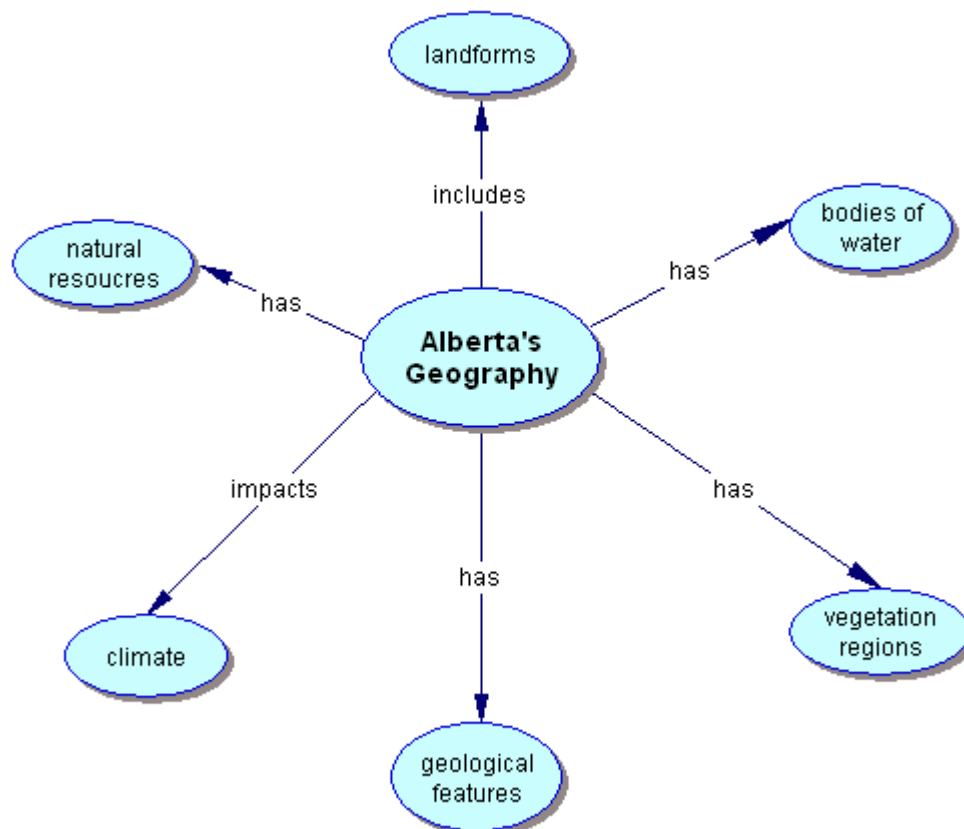 landforms
includes
bodies of
water
has
natural
resoucres
has
Alberta's
Geography
impacts
has
has
climate
vegetation
regions
geological
features